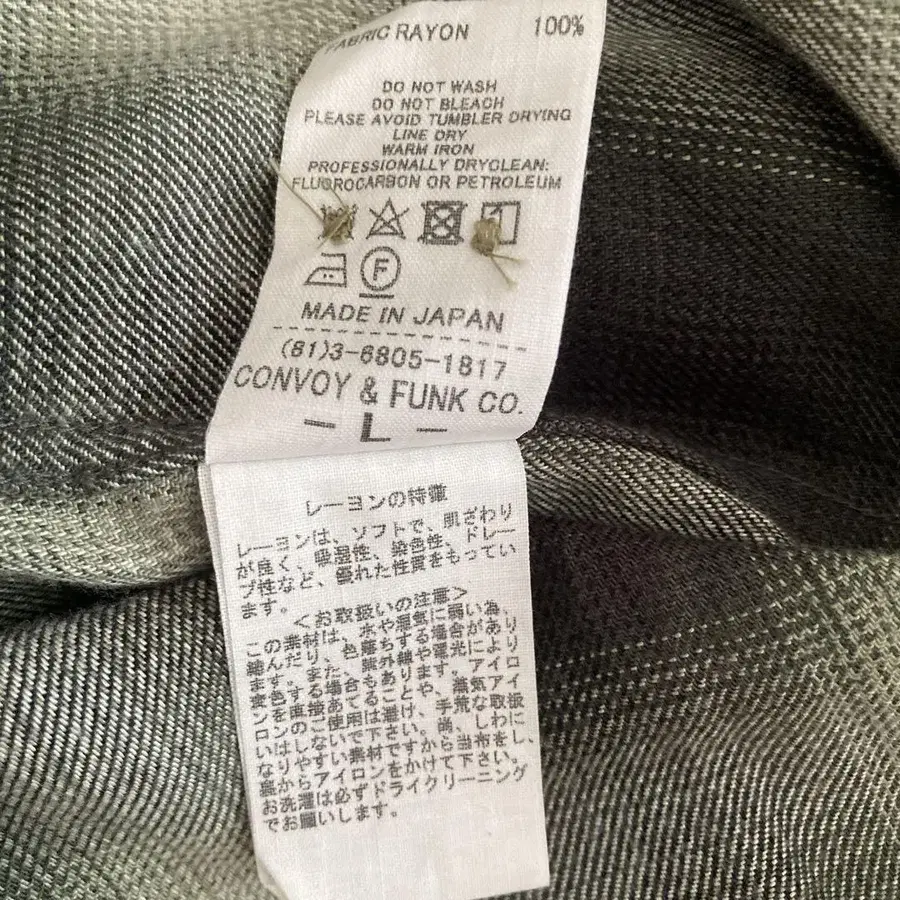 FABRIC RAYON 100%
DO NOT WASH
DO NOT BLEACH
PLEASE AVOID TUMBLER DRYING
LINE DRY
WARM IRON
PROFESSIONALLY DRYCLEAN:
FLUOROCARBON OR PETROLEUM
F
MADE IN JAPAN
(81)3-6805-1817
CONVOY & FUNK CO.
- L -
レーヨンの特徴
レーヨンは、ソフトで、肌ざわり
が良く、吸湿性、染色性、ドレー
プ性など、優れた性質をもってい
ます。
<お取扱いの注意>
この素材は、水や湿気に弱い為、
縮んだり、色落ちする場合があり
ます。また、紫外線や電光により
変色する場合もあります。アイロ
ンを直接あてることや、蒸気アイ
ロンのご使用は避け、手荒な取扱
いはしないで下さい。尚、しわに
なりやすい素材ですから当布をし、
裏からアイロンをかけて下さい。
お洗濯は必ずドライクリーニング
でお願いします。